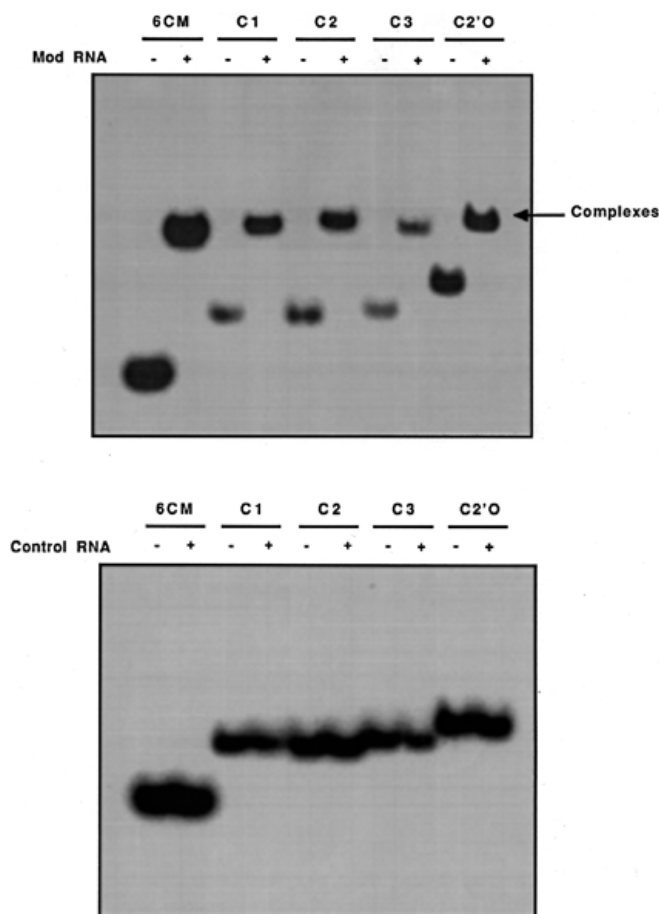 6CM C1 C2 C3 C2'O
Mod RNA - + - + - + - + - +
Complexes
6CM C1 C2 C3 C2'O
Control RNA - + - + - + - + - +